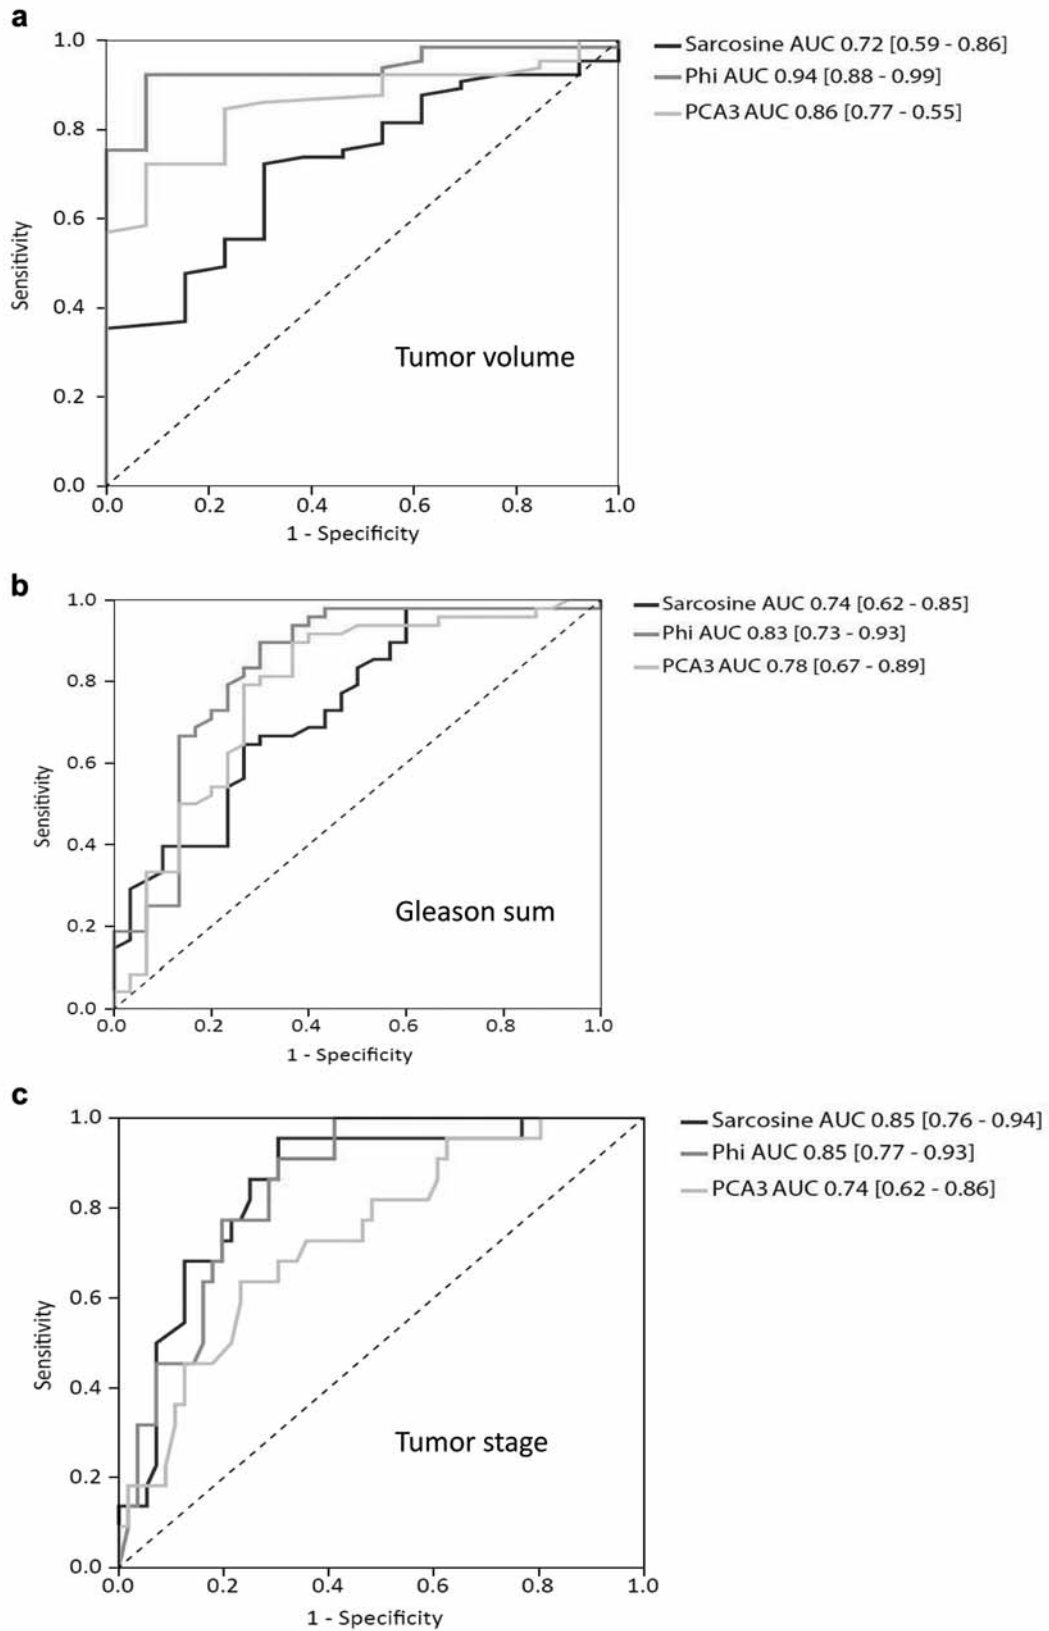 a
1.0
0.8
0.6
0.4
0.2
0.0
Sensitivity
0.0 0.2 0.4 0.6 0.8 1.0
1 - Specificity
Tumor volume
Sarcosine AUC 0.72 [0.59 - 0.86]
Phi AUC 0.94 [0.88 - 0.99]
PCA3 AUC 0.86 [0.77 - 0.55]
b
1.0
0.8
0.6
0.4
0.2
0.0
Sensitivity
0.0 0.2 0.4 0.6 0.8 1.0
1 - Specificity
Gleason sum
Sarcosine AUC 0.74 [0.62 - 0.85]
Phi AUC 0.83 [0.73 - 0.93]
PCA3 AUC 0.78 [0.67 - 0.89]
c
1.0
0.8
0.6
0.4
0.2
0.0
Sensitivity
0.0 0.2 0.4 0.6 0.8 1.0
1 - Specificity
Tumor stage
Sarcosine AUC 0.85 [0.76 - 0.94]
Phi AUC 0.85 [0.77 - 0.93]
PCA3 AUC 0.74 [0.62 - 0.86]